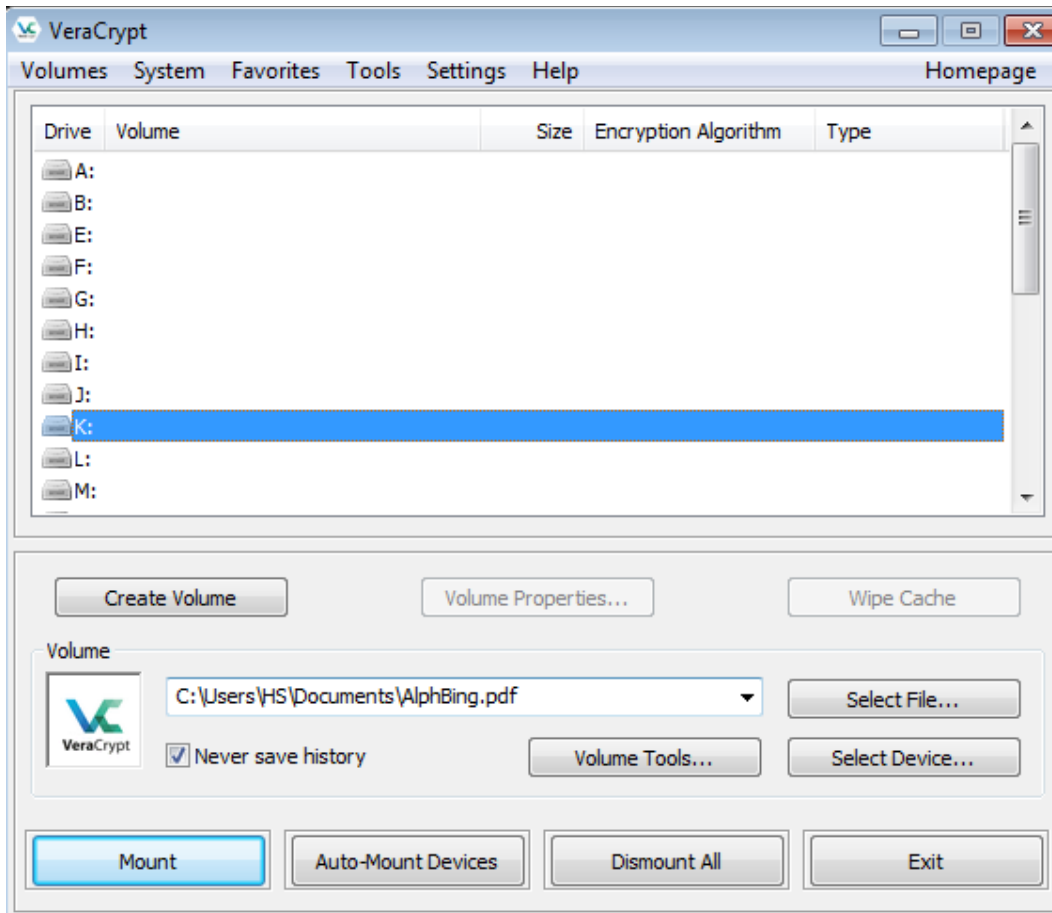 VeraCrypt
Volumes System Favorites Tools Settings Help Homepage
Drive Volume Size Encryption Algorithm Type
A:
B:
E:
F:
G:
H:
I:
J:
K:
L:
M:
Create Volume Volume Properties... Wipe Cache
Volume
C:\Users\HS\Documents\AlphBing.pdf Select File...
VeraCrypt
Never save history Volume Tools... Select Device...
Mount Auto-Mount Devices Dismount All Exit